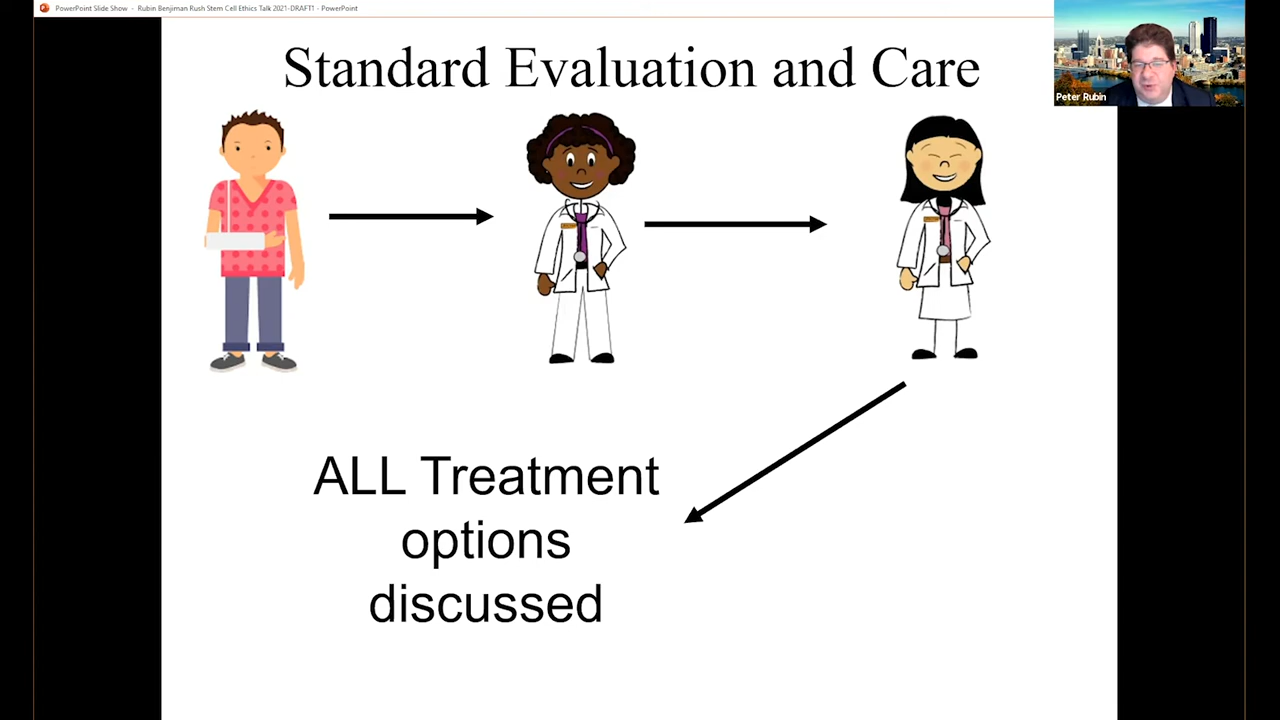 PowerPoint Slide Show - Rubin Benjiman Rush Stem Cell Ethics Talk 2021-DRAFT1 - PowerPoint
Standard Evaluation and Care
Peter Rubin
ALL Treatment
options
discussed